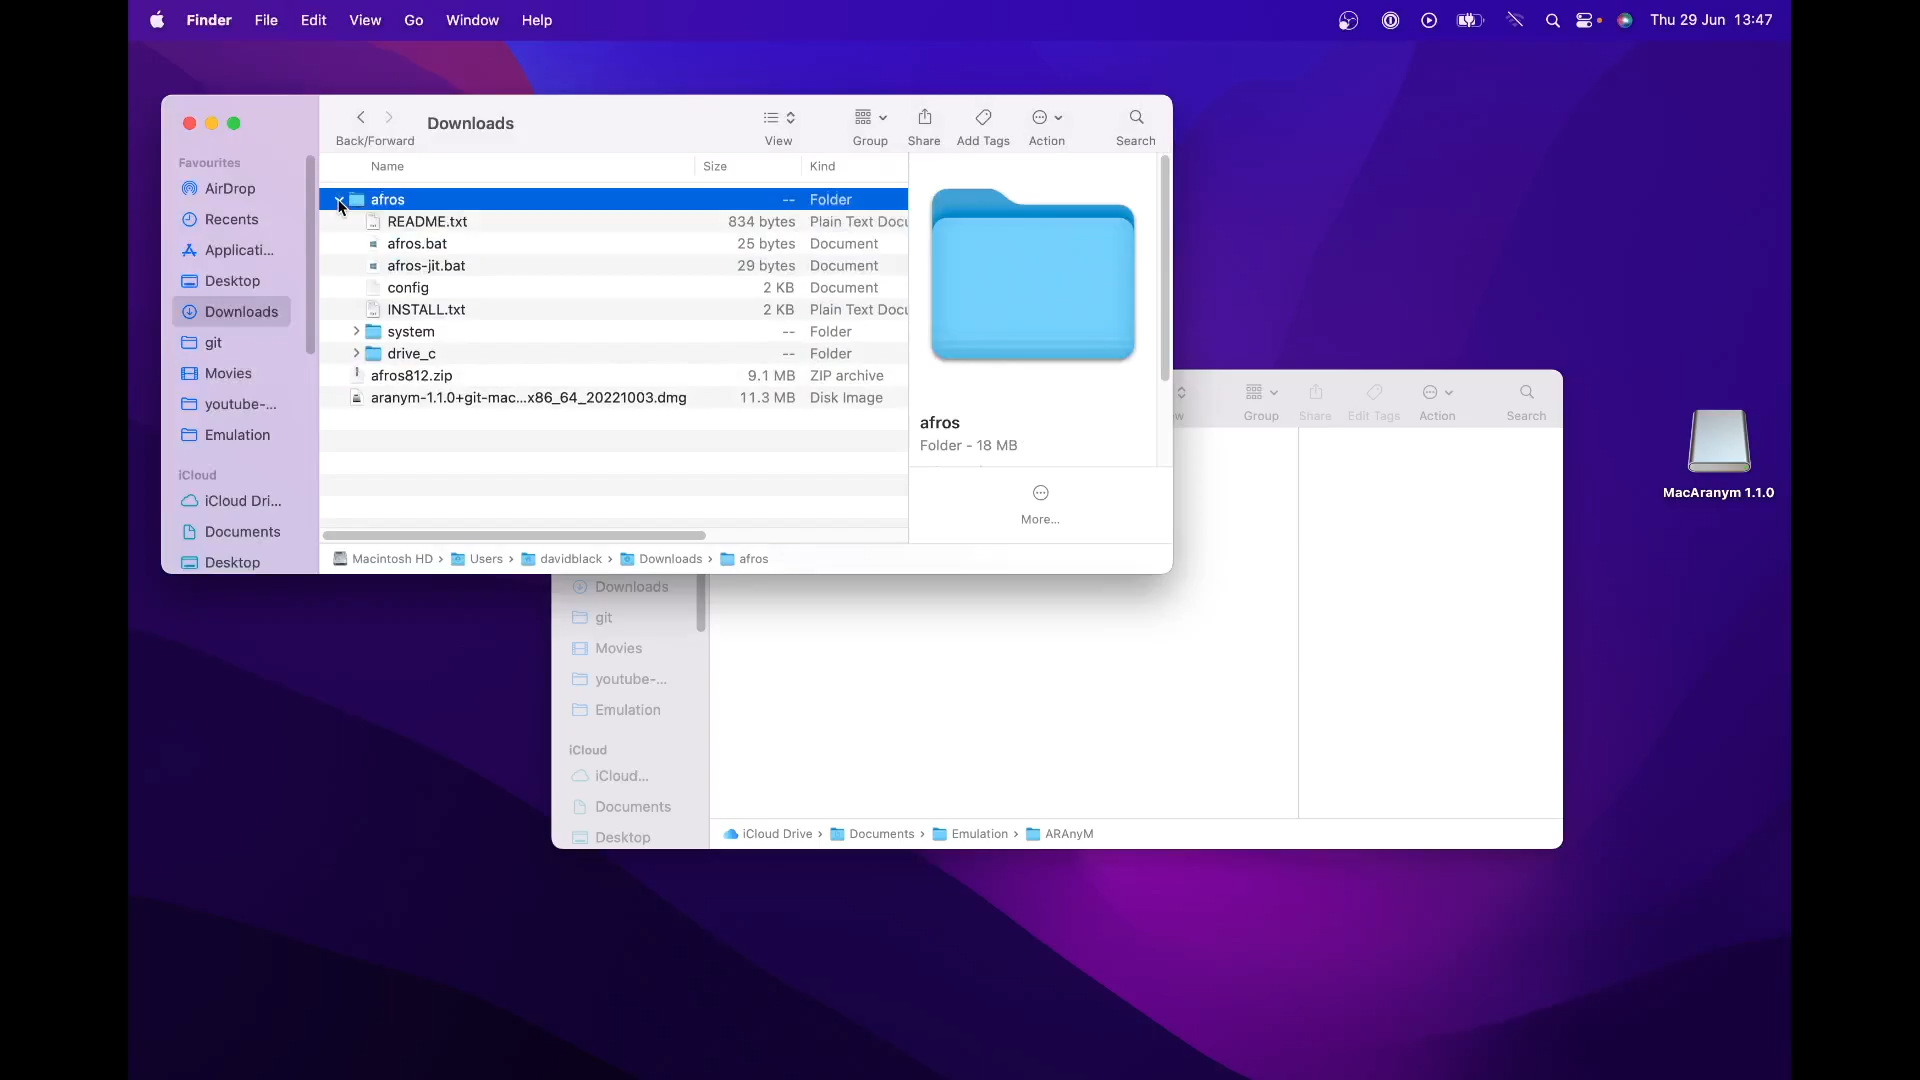 Finder File Edit View Go Window Help Thu 29 Jun 13:47
Downloads
Back/Forward View Group Share Add Tags Action Search
Favourites
AirDrop
Recents
Applicati...
Desktop
Downloads
git
Movies
youtube-...
Emulation
iCloud
iCloud Dri...
Documents
Desktop
Name Size Kind
afros -- Folder
README.txt 834 bytes Plain Text Docu
afros.bat 25 bytes Document
afros-jit.bat 29 bytes Document
config 2 KB Document
INSTALL.txt 2 KB Plain Text Docu
system -- Folder
drive_c -- Folder
afros812.zip 9.1 MB ZIP archive
aranym-1.1.0+git-mac...x86_64_20221003.dmg 11.3 MB Disk Image
afros
Folder - 18 MB
More...
Macintosh HD › Users › davidblack › Downloads › afros
Group Share Edit Tags Action Search
Downloads
git
Movies
youtube-...
Emulation
iCloud
iCloud...
Documents
Desktop
iCloud Drive › Documents › Emulation › ARAnyM
MacAranym 1.1.0